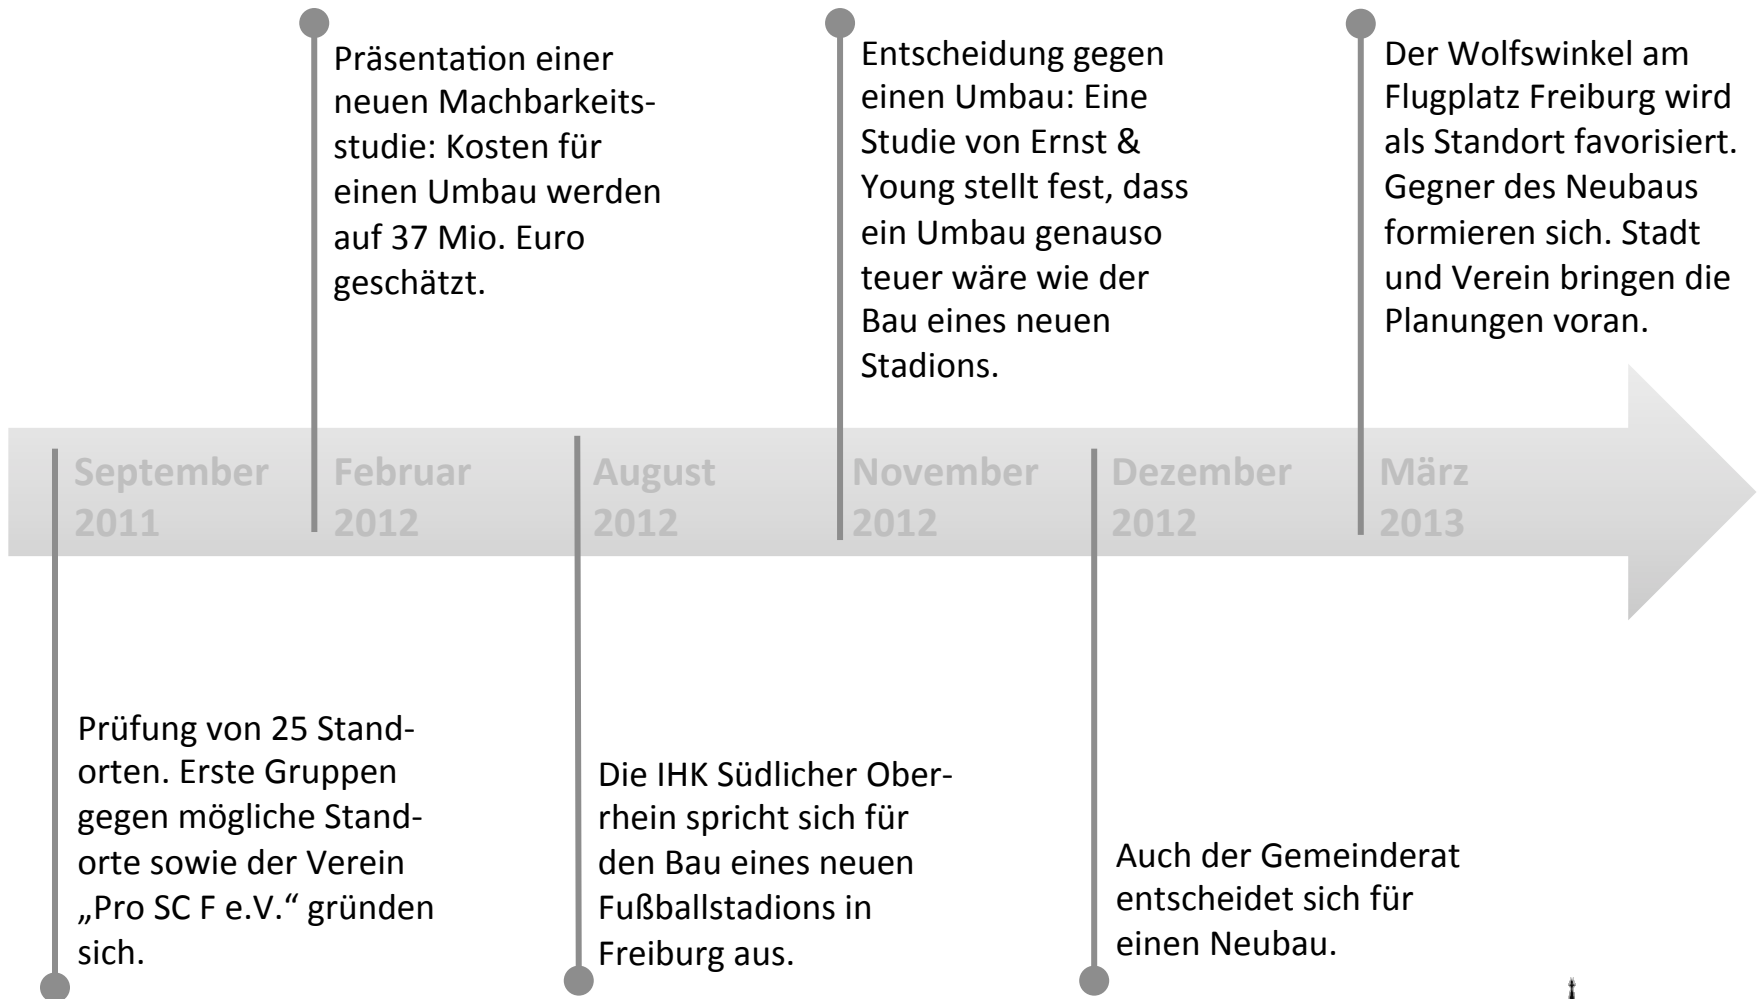 Präsentation einer
neuen Machbarkeits-
studie: Kosten für
einen Umbau werden
auf 37 Mio. Euro
geschätzt.
Entscheidung gegen
einen Umbau: Eine
Studie von Ernst &
Young stellt fest, dass
ein Umbau genauso
teuer wäre wie der
Bau eines neuen
Stadions.
Der Wolfswinkel am
Flugplatz Freiburg wird
als Standort favorisiert.
Gegner des Neubaus
formieren sich. Stadt
und Verein bringen die
Planungen voran.
September
2011
Februar
2012
August
2012
November
2012
Dezember
2012
März
2013
Prüfung von 25 Stand-
orten. Erste Gruppen
gegen mögliche Stand-
orte sowie der Verein
„Pro SC F e.V.“ gründen
sich.
Die IHK Südlicher Ober-
rhein spricht sich für
den Bau eines neuen
Fußballstadions in
Freiburg aus.
Auch der Gemeinderat
entscheidet sich für
einen Neubau.